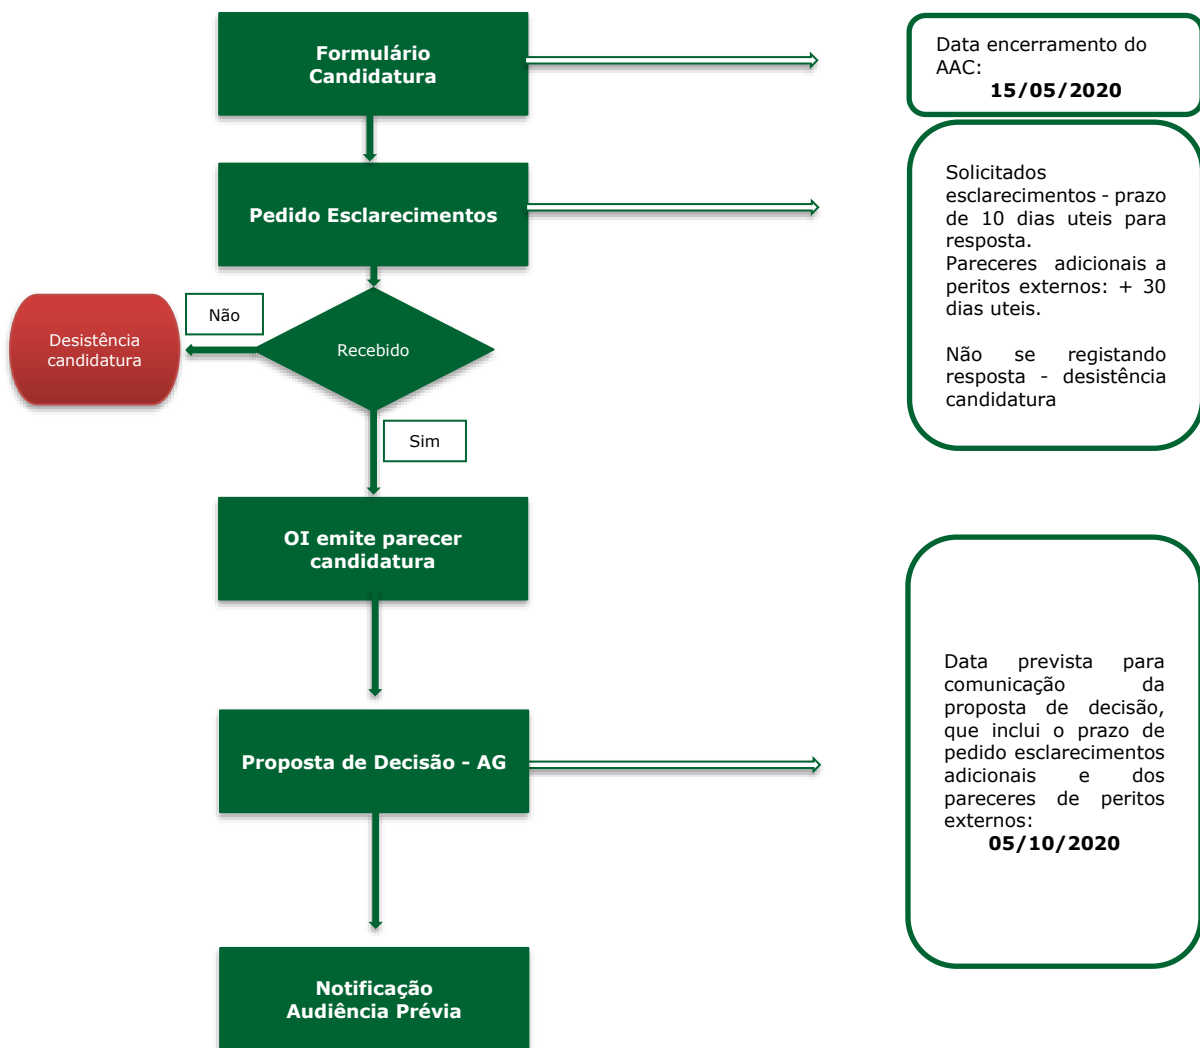 Formulário
Candidatura
Data encerramento do
AAC:
15/05/2020
Pedido Esclarecimentos
Solicitados
esclarecimentos - prazo
de 10 dias uteis para
resposta.
Pareceres adicionais a
peritos externos: + 30
dias uteis.
Não se registando
resposta - desistência
candidatura
Não
Desistência
candidatura
Recebido
Sim
OI emite parecer
candidatura
Proposta de Decisão - AG
Data prevista para
comunicação da
proposta de decisão,
que inclui o prazo de
pedido esclarecimentos
adicionais e dos
pareceres de peritos
externos:
05/10/2020
Notificação
Audiência Prévia